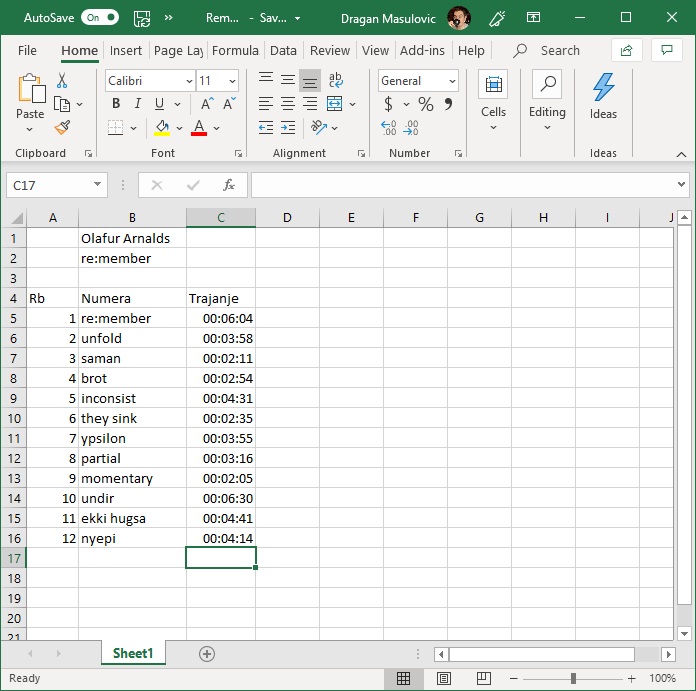 AutoSave On Rem... - Sav... Dragan Masulovic
File Home Insert Page Lay Formula Data Review View Add-ins Help Search
Paste Calibri 11 ab General Cells Editing Ideas
B I U A A $ % 9
A
Clipboard Font Alignment Number Ideas
C17 fx
A B C D E F G H I J
1 Olafur Arnalds
2 re:member
3
4 Rb Numera Trajanje
5 1 re:member 00:06:04
6 2 unfold 00:03:58
7 3 saman 00:02:11
8 4 brot 00:02:54
9 5 inconsist 00:04:31
10 6 they sink 00:02:35
11 7 ypsilon 00:03:55
12 8 partial 00:03:16
13 9 momentary 00:02:05
14 10 undir 00:06:30
15 11 ekki hugsa 00:04:41
16 12 nyepi 00:04:14
17
18
19
20
21
Sheet1
Ready 100%